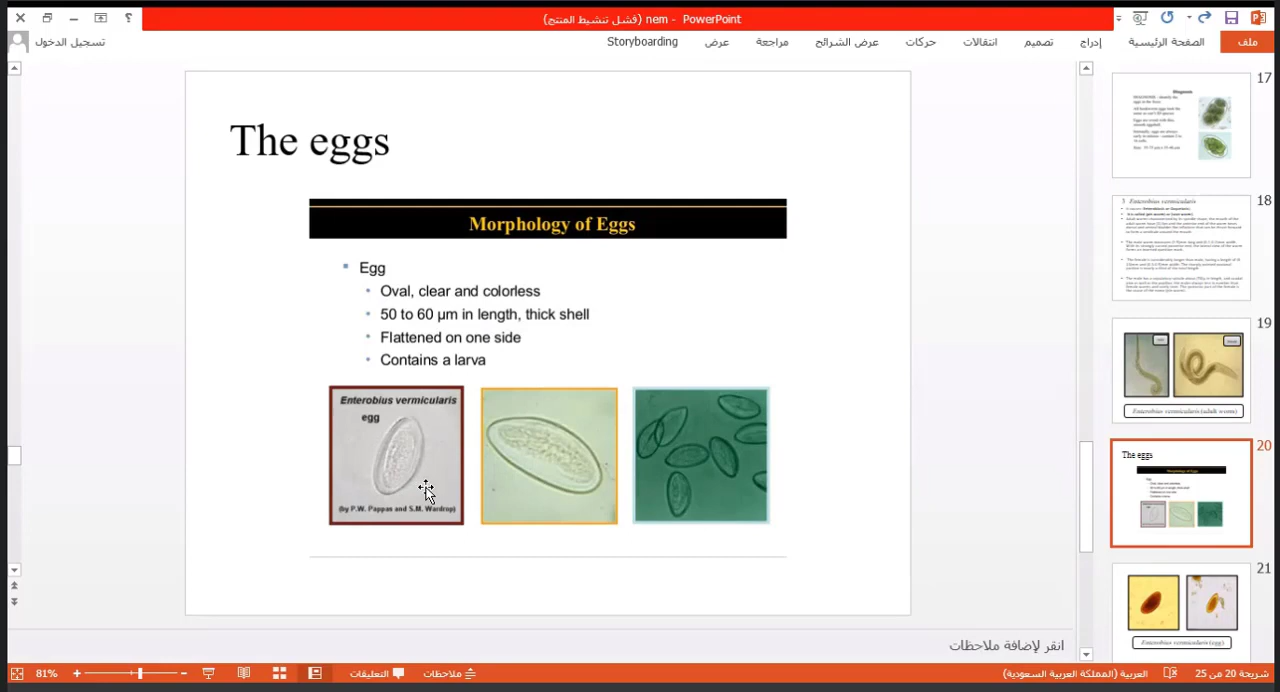 nem (فشل تنشيط المنتج) - PowerPoint
تسجيل الدخول
ملف
الصفحة الرئيسية
إدراج
تصميم
انتقالات
حركات
عرض الشرائح
مراجعة
عرض
Storyboarding
The eggs
Morphology of Eggs
Egg
Oval, clear and colorless
50 to 60 µm in length, thick shell
Flattened on one side
Contains a larva
Enterobius vermicularis
egg
(by P.W. Pappas and S.M. Wardrop)
17
18
3
Enterobius vermicularis
19
Enterobius vermicularis (adult worm)
20
The eggs
Morphology of Eggs
21
Enterobius vermicularis (egg)
انقر لإضافة ملاحظات
شريحة 20 من 25
العربية (المملكة العربية السعودية)
ملاحظات
التعليقات
81%